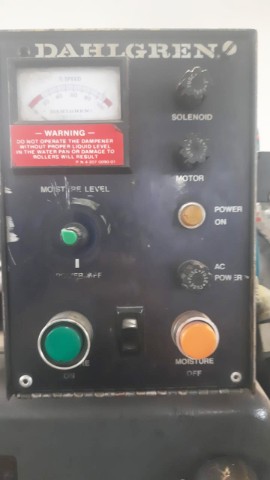 DAHLGREN
SOLENOID
— WARNING —
DO NOT OPERATE THE DAMPENER
WITHOUT PROPER LIQUID LEVEL
IN THE WATER PAN OR DAMAGE TO
ROLLERS WILL RESULT
MOTOR
MOISTURE LEVEL
POWER
ON
AC
POWER
MOISTURE
OFF
ON